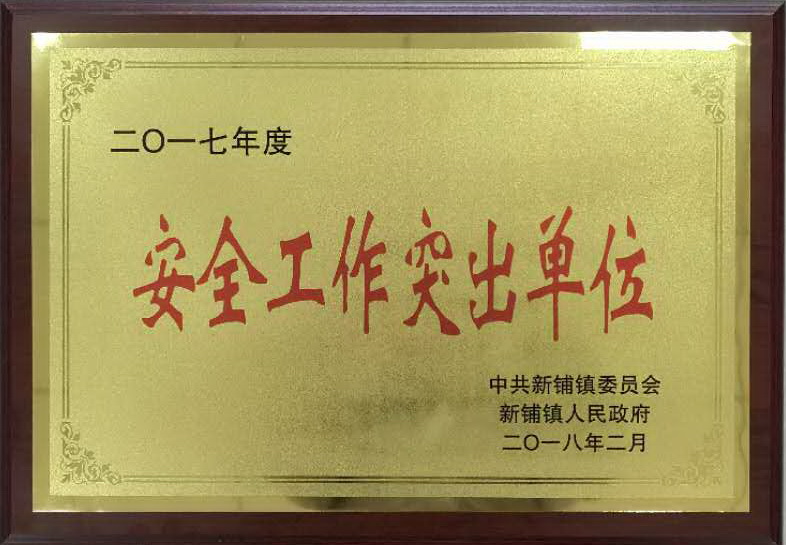 二〇一七年度
安全工作突出单位
中共新铺镇委员会
新铺镇人民政府
二〇一八年二月